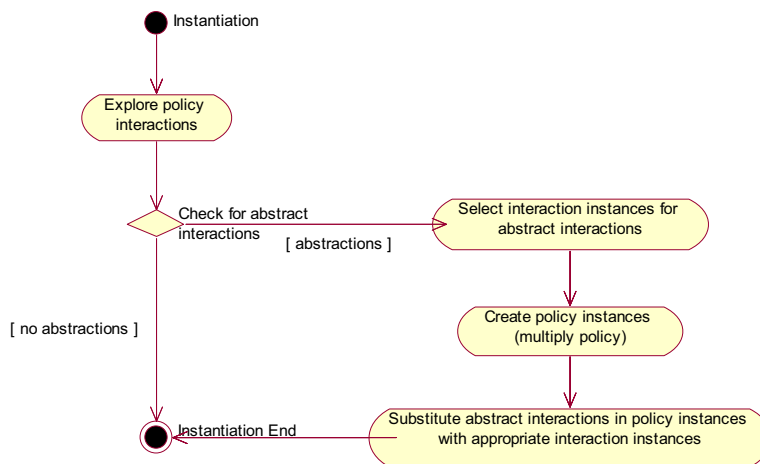 Instantiation
Explore policy
interactions
Check for abstract
interactions
[ abstractions ]
Select interaction instances for
abstract interactions
[ no abstractions ]
Create policy instances
(multiply policy)
Instantiation End
Substitute abstract interactions in policy instances
with appropriate interaction instances